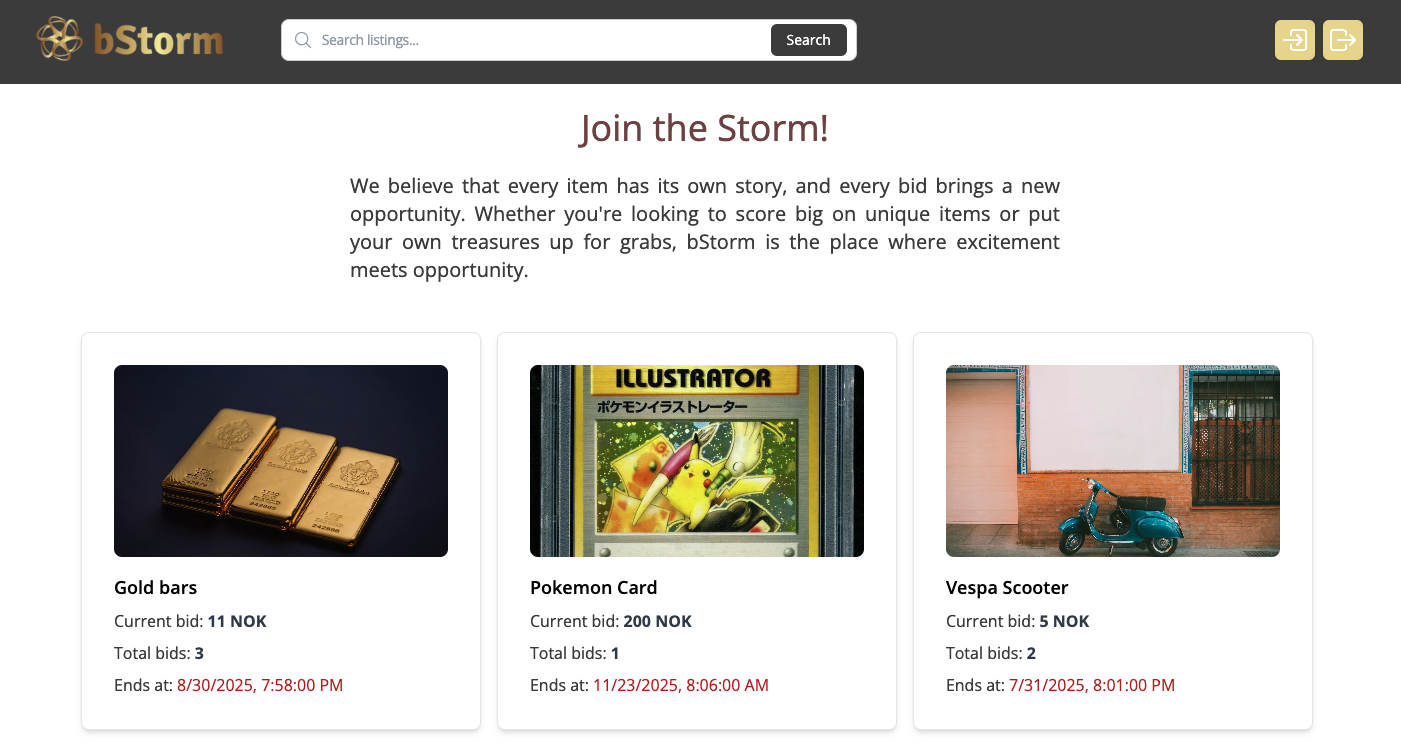 bStorm
Search listings...
Search
Join the Storm!
We believe that every item has its own story, and every bid brings a new
opportunity. Whether you're looking to score big on unique items or put
your own treasures up for grabs, bStorm is the place where excitement
meets opportunity.
ILLUSTRATOR
ポケモンイラストレーター
Gold bars
Current bid: 11 NOK
Total bids: 3
Ends at: 8/30/2025, 7:58:00 PM
Pokemon Card
Current bid: 200 NOK
Total bids: 1
Ends at: 11/23/2025, 8:06:00 AM
Vespa Scooter
Current bid: 5 NOK
Total bids: 2
Ends at: 7/31/2025, 8:01:00 PM